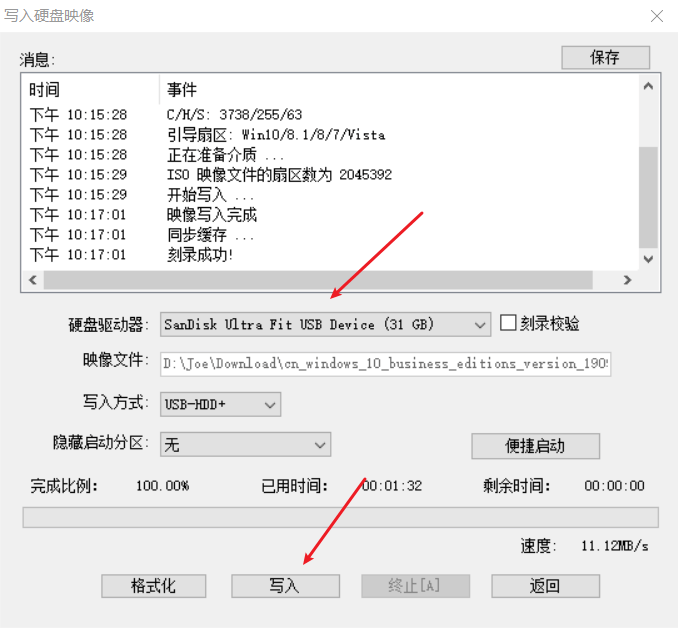 写入硬盘映像
消息:
保存
时间 事件
下午 10:15:28 C/H/S: 3738/255/63
下午 10:15:28 引导扇区: Win10/8.1/8/7/Vista
下午 10:15:28 正在准备介质 ...
下午 10:15:29 ISO 映像文件的扇区数为 2045392
下午 10:15:29 开始写入 ...
下午 10:17:01 映像写入完成
下午 10:17:01 同步缓存 ...
下午 10:17:01 刻录成功!
硬盘驱动器: SanDisk Ultra Fit USB Device (31 GB) 刻录校验
映像文件: D:\Joe\Download\cn_windows_10_business_editions_version_190
写入方式: USB-HDD+
隐藏启动分区: 无 便捷启动
完成比例: 100.00% 已用时间: 00:01:32 剩余时间: 00:00:00
速度: 11.12MB/s
格式化 写入 终止[A] 返回